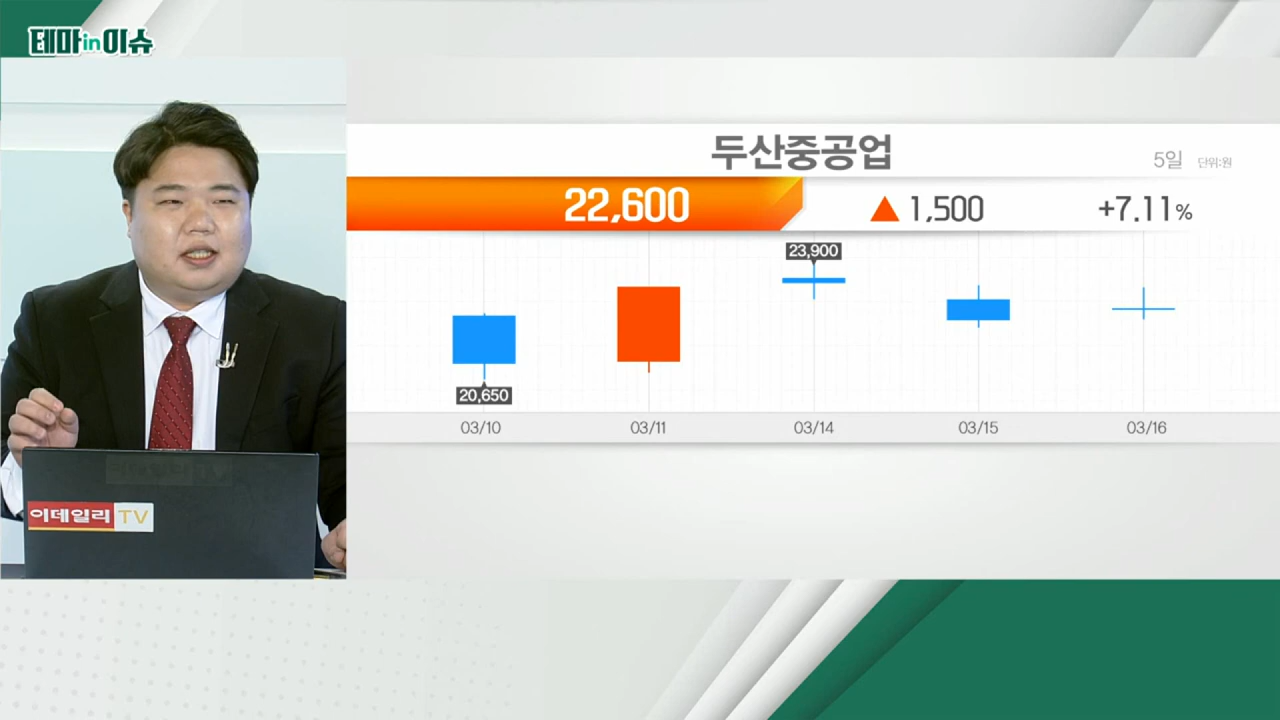 테마in이슈
두산중공업
5일 단위:원
22,600 ▲ 1,500 +7.11%
23,900
20,650
03/10 03/11 03/14 03/15 03/16
이데일리TV